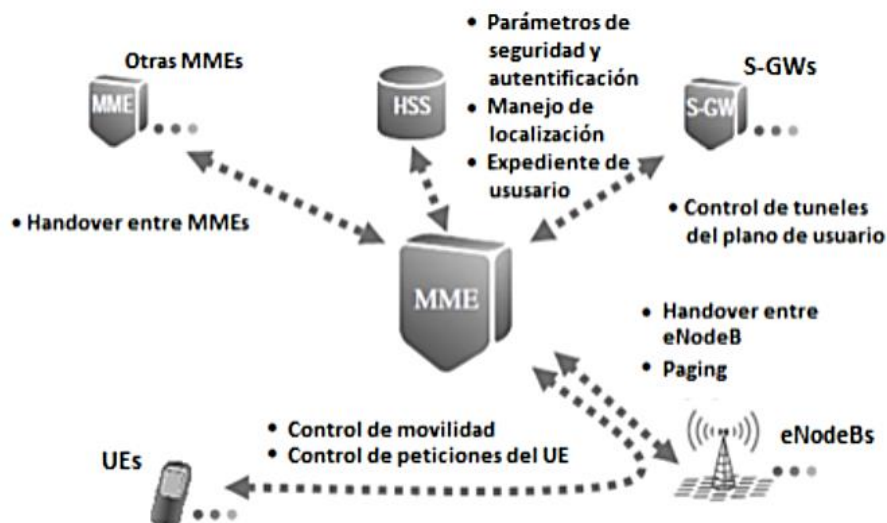 Otras MMEs
MME
• Handover entre MMEs
HSS
• Parámetros de
seguridad y
autentificación
• Manejo de
localización
• Expediente de
ususario
S-GWs
S-GW
• Control de tuneles
del plano de usuario
MME
• Handover entre
eNodeB
• Paging
eNodeBs
• Control de movilidad
• Control de peticiones del UE
UEs